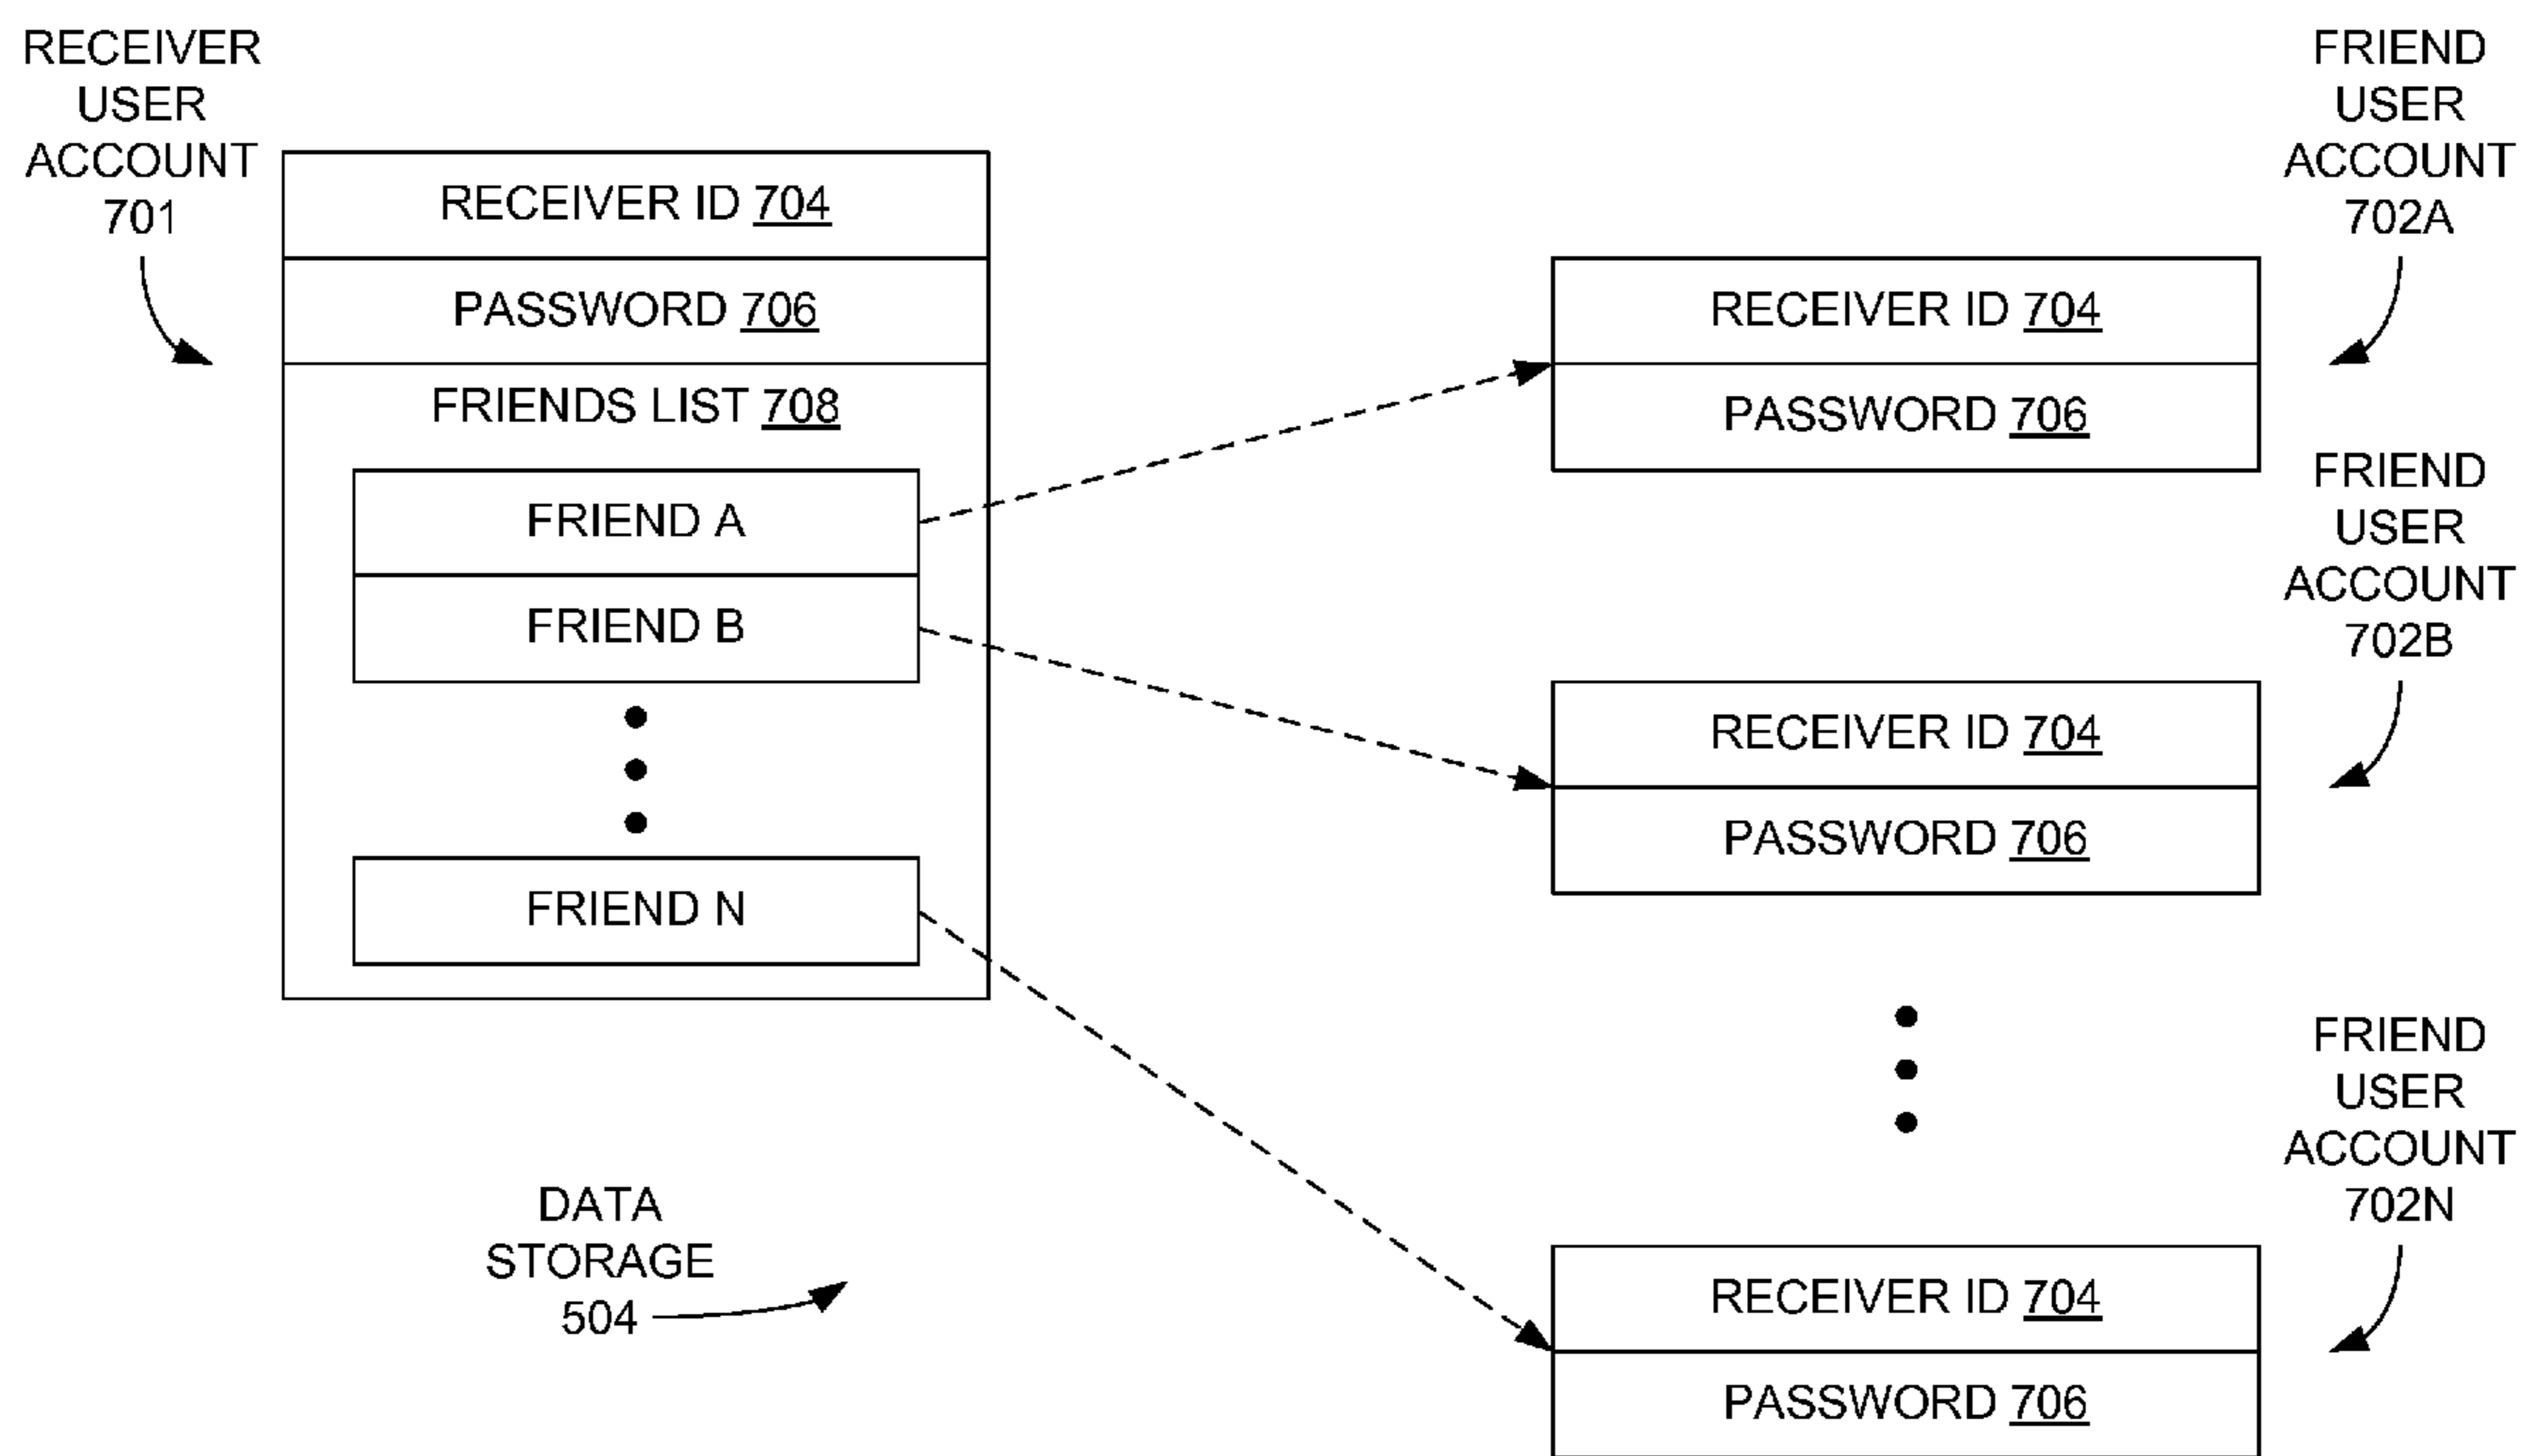 RECEIVER
USER
ACCOUNT
701
RECEIVER ID 704
PASSWORD 706
FRIENDS LIST 708
FRIEND A
FRIEND B
FRIEND N
DATA
STORAGE
504
FRIEND
USER
ACCOUNT
702A
RECEIVER ID 704
PASSWORD 706
FRIEND
USER
ACCOUNT
702B
RECEIVER ID 704
PASSWORD 706
FRIEND
USER
ACCOUNT
702N
RECEIVER ID 704
PASSWORD 706